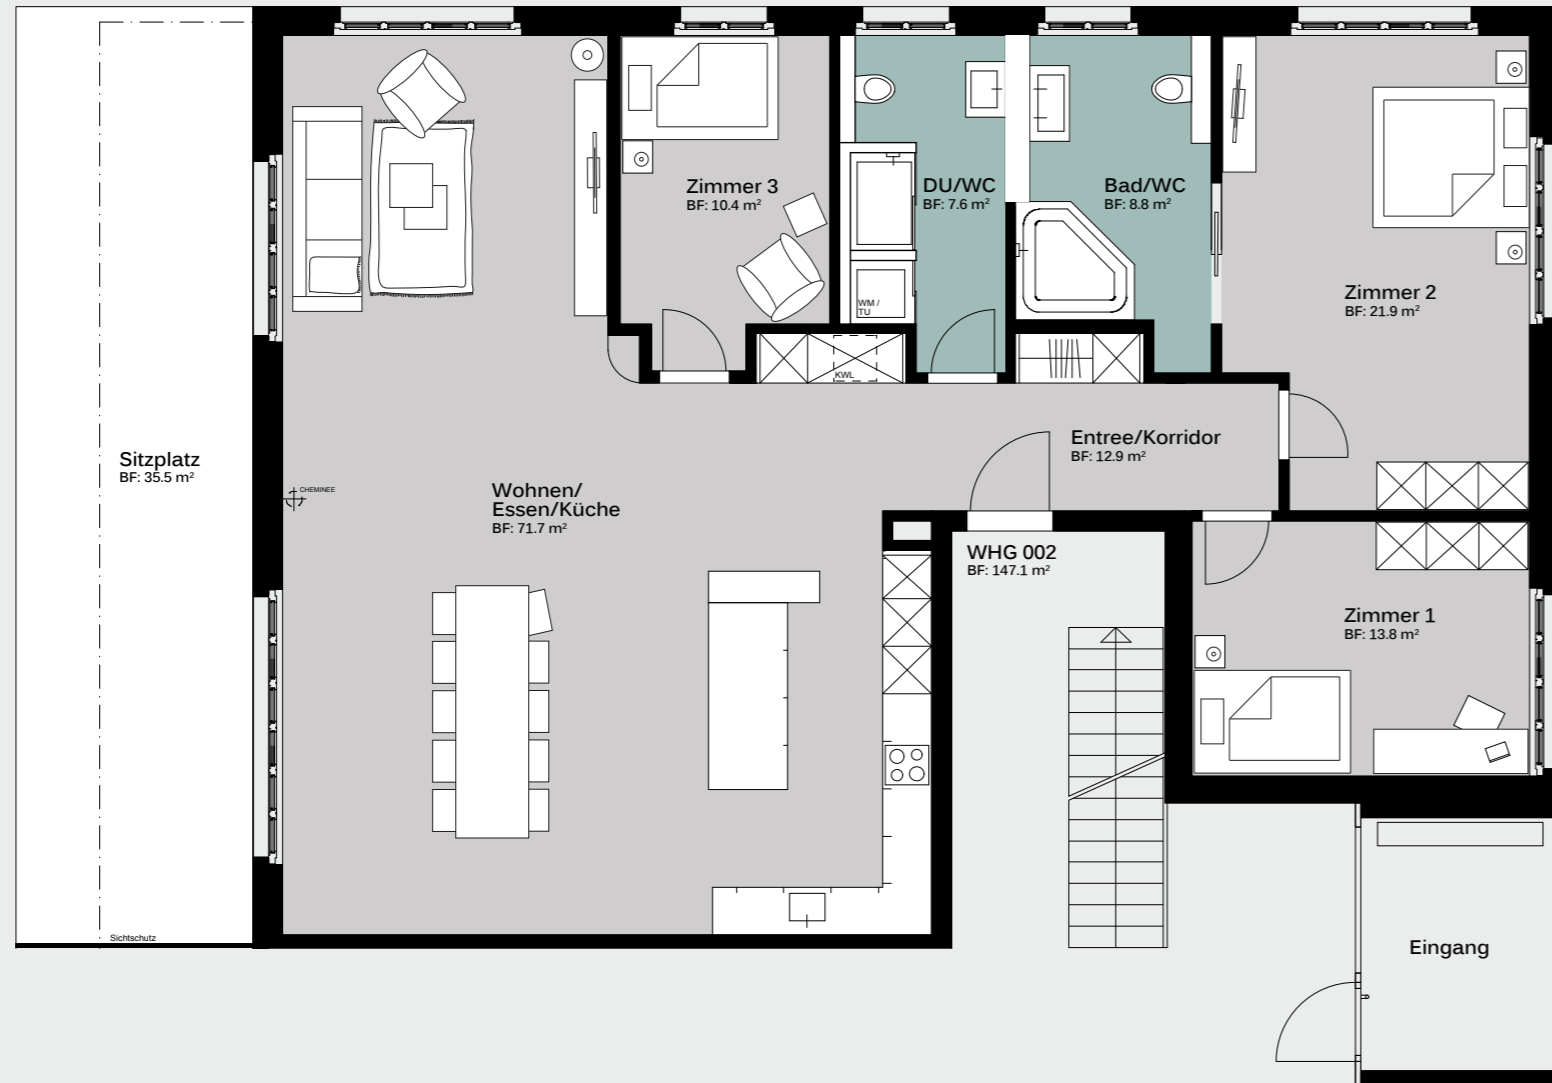 Zimmer 3
BF: 10.4 m²
DU/WC
BF: 7.6 m²
Bad/WC
BF: 8.8 m²
Zimmer 2
BF: 21.9 m²
WM /
TU
KWL
Entree/Korridor
BF: 12.9 m²
Sitzplatz
BF: 35.5 m²
CHEMINEE
Wohnen/
Essen/Küche
BF: 71.7 m²
WHG 002
BF: 147.1 m²
Zimmer 1
BF: 13.8 m²
Sichtschutz
Eingang